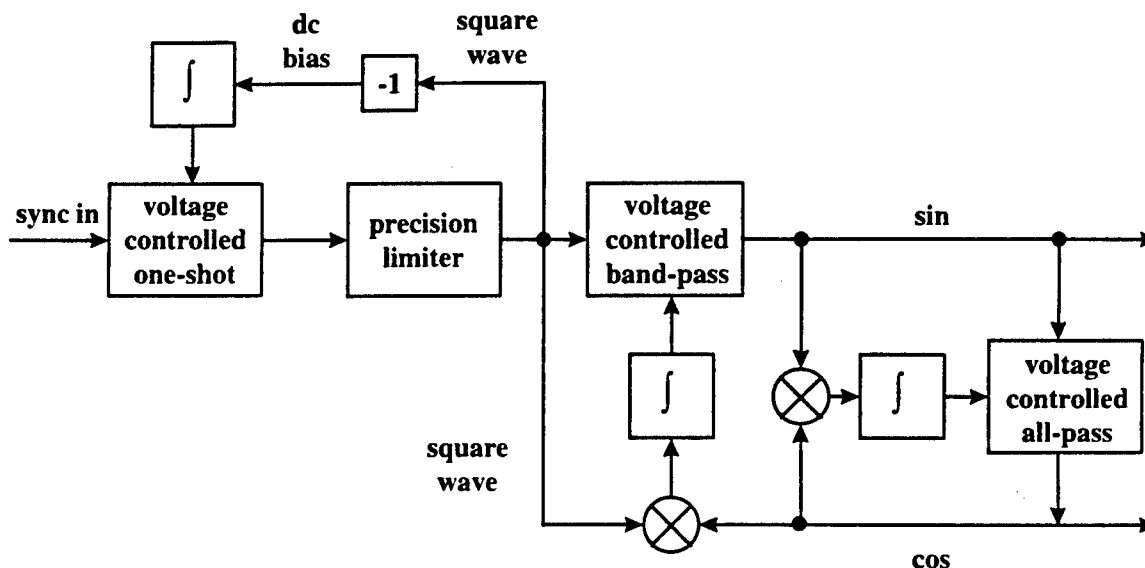 dc
bias
square
wave
∫
-1
sync in
voltage
controlled
one-shot
precision
limiter
voltage
controlled
band-pass
sin
∫
∫
voltage
controlled
all-pass
square
wave
cos